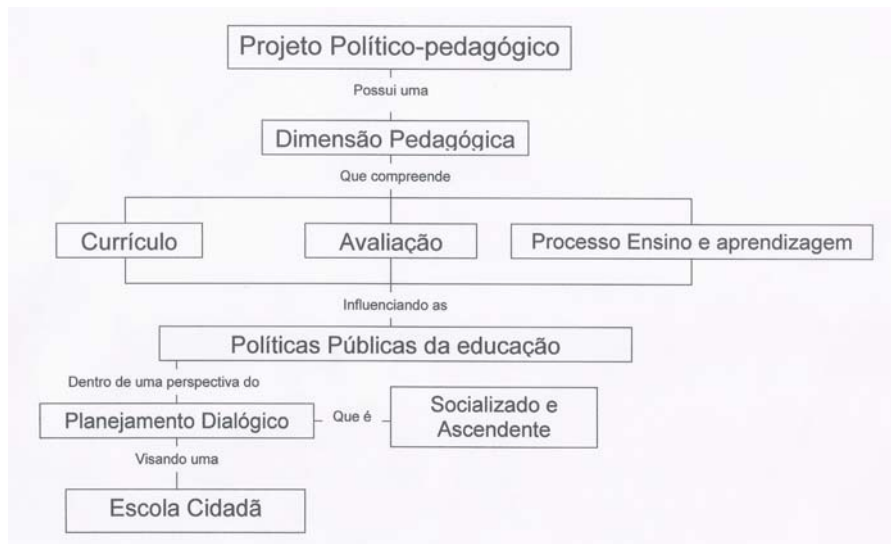 Projeto Político-pedagógico
Possui uma
Dimensão Pedagógica
Que compreende
Currículo
Avaliação
Processo Ensino e aprendizagem
Influenciando as
Políticas Públicas da educação
Dentro de uma perspectiva do
Planejamento Dialógico
Que é
Socializado e
Ascendente
Visando uma
Escola Cidadã